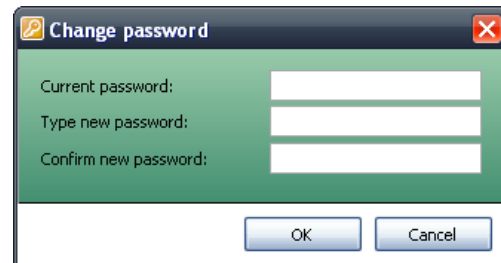 Change password
Current password:
Type new password:
Confirm new password:
OK Cancel